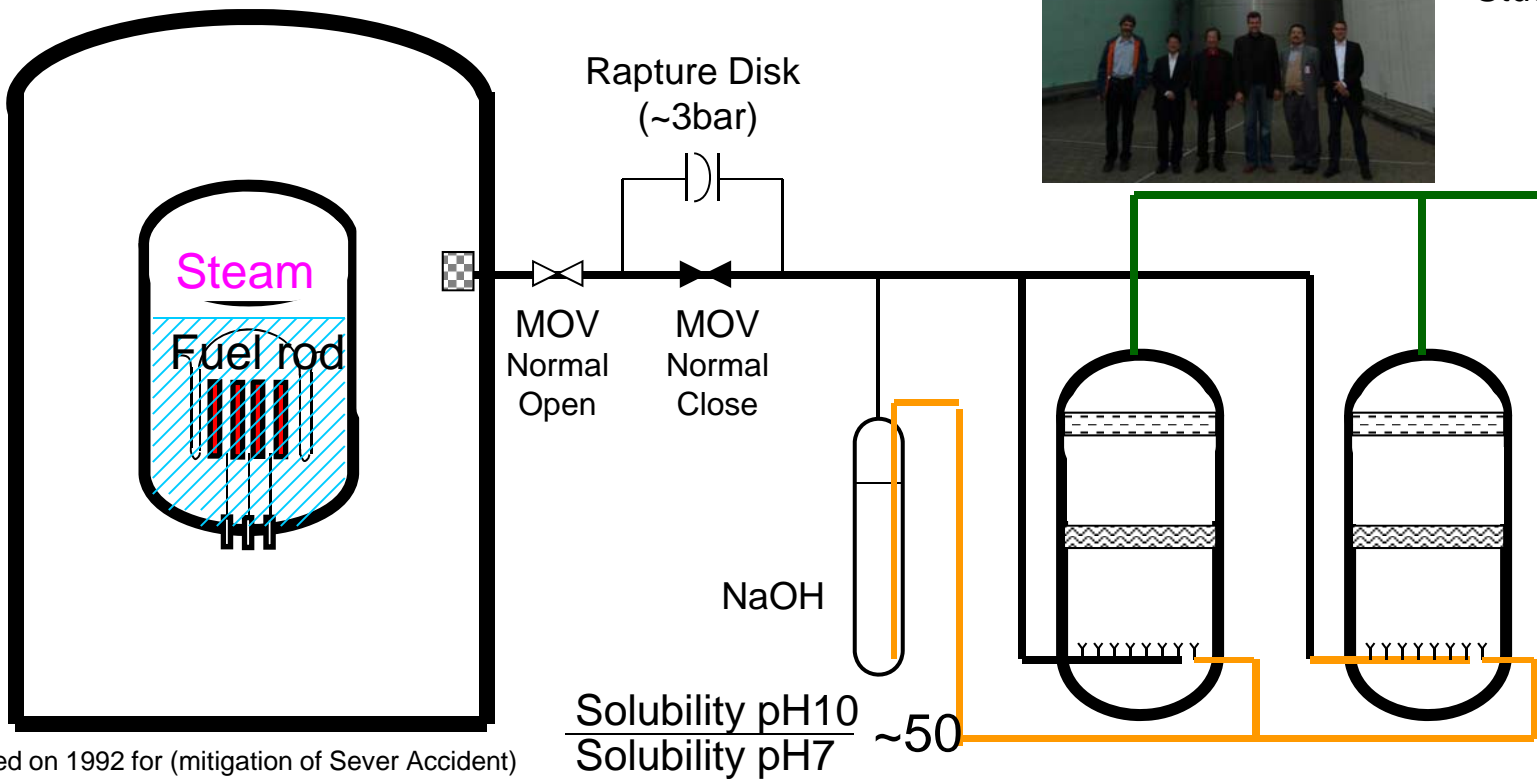 Rapture Disk
(~3bar)
Steam
Fuel rod
MOV
Normal
Open
MOV
Normal
Close
NaOH
Solubility pH10
Solubility pH7
~50
ed on 1992 for (mitigation of Sever Accident)